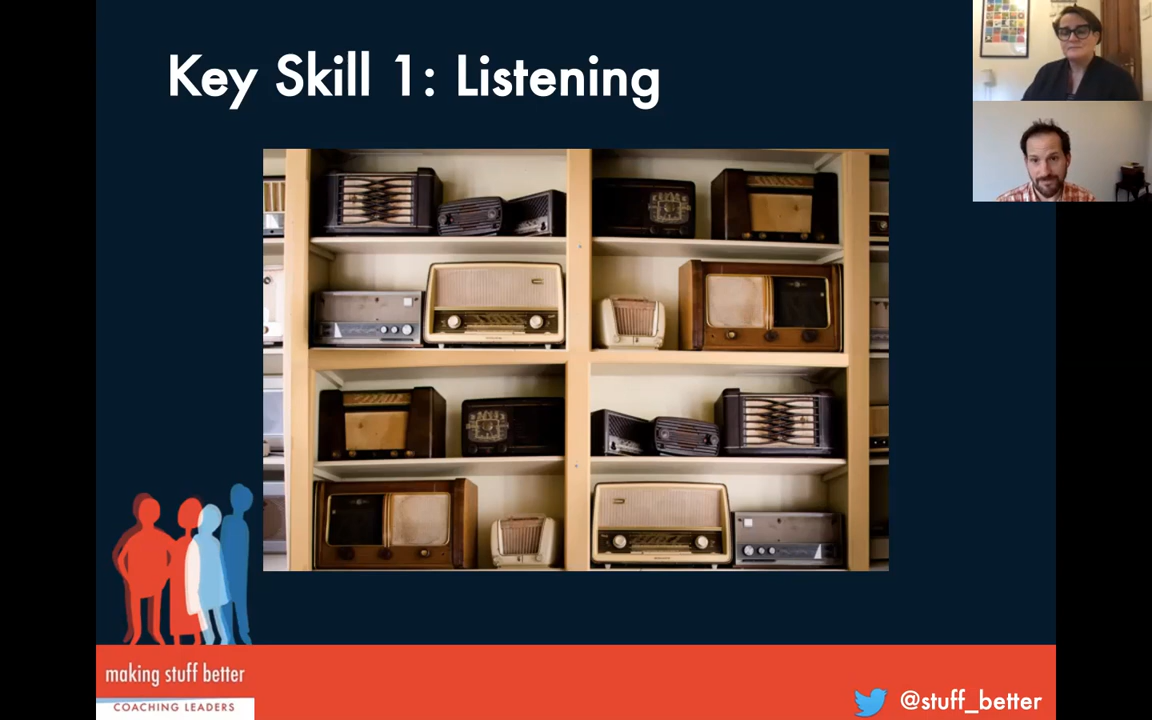 Key Skill 1: Listening
making stuff better
COACHING LEADERS
@stuff_better